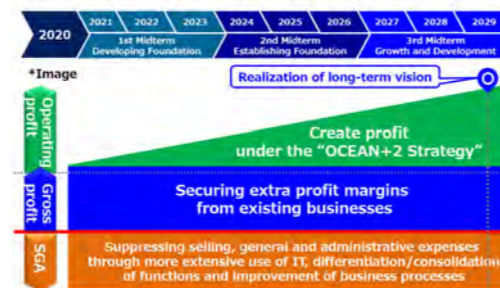 2020
2021 2022 2023
1st Midterm
Developing Foundation
2024 2025 2026
2nd Midterm
Establishing Foundation
2027 2028 2029
3rd Midterm
Growth and Development
*Image
Realization of long-term vision
Operating
profit
Create profit
under the “OCEAN+2 Strategy”
Gross
profit
Securing extra profit margins
from existing businesses
SGA
Suppressing selling, general and administrative expenses
through more extensive use of IT, differentiation/consolidation
of functions and improvement of business processes